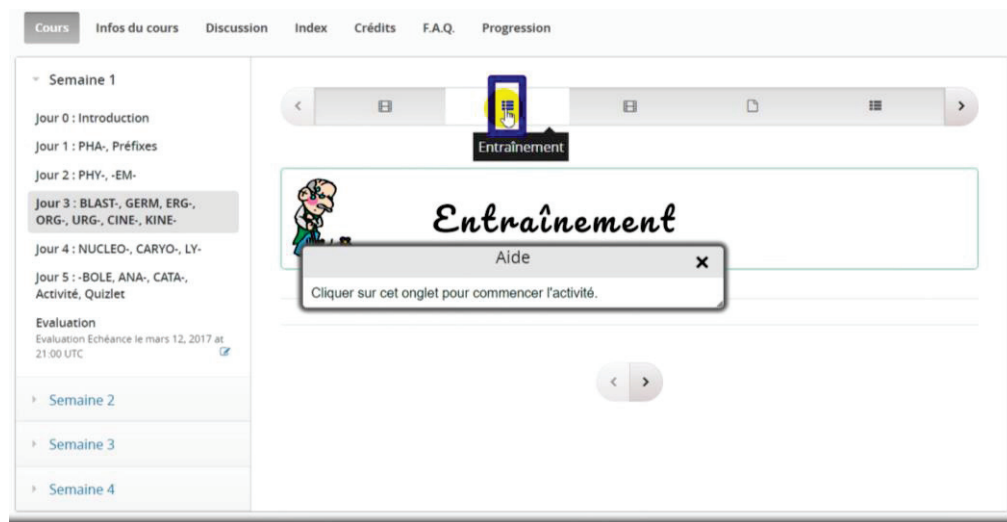 Cours Infos du cours Discussion Index Crédits F.A.Q. Progression
Semaine 1
Jour 0 : Introduction
Jour 1 : PHA-, Préfixes
Jour 2 : PHY-, -EM-
Jour 3 : BLAST-, GERM, ERG-,
ORG-, URG-, CINE-, KINE-
Jour 4 : NUCLEO-, CARYO-, LY-
Jour 5 : -BOLE, ANA-, CATA-,
Activité, Quizlet
Evaluation
Evaluation Echéance le mars 12, 2017 at
21:00 UTC
Semaine 2
Semaine 3
Semaine 4
Entraînement
Entraînement
Aide
Cliquer sur cet onglet pour commencer l'activité.